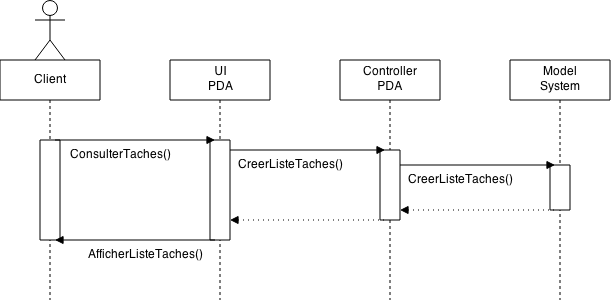 Client
UI
PDA
Controller
PDA
Model
System
ConsulterTaches()
CreerListeTaches()
CreerListeTaches()
AfficherListeTaches()